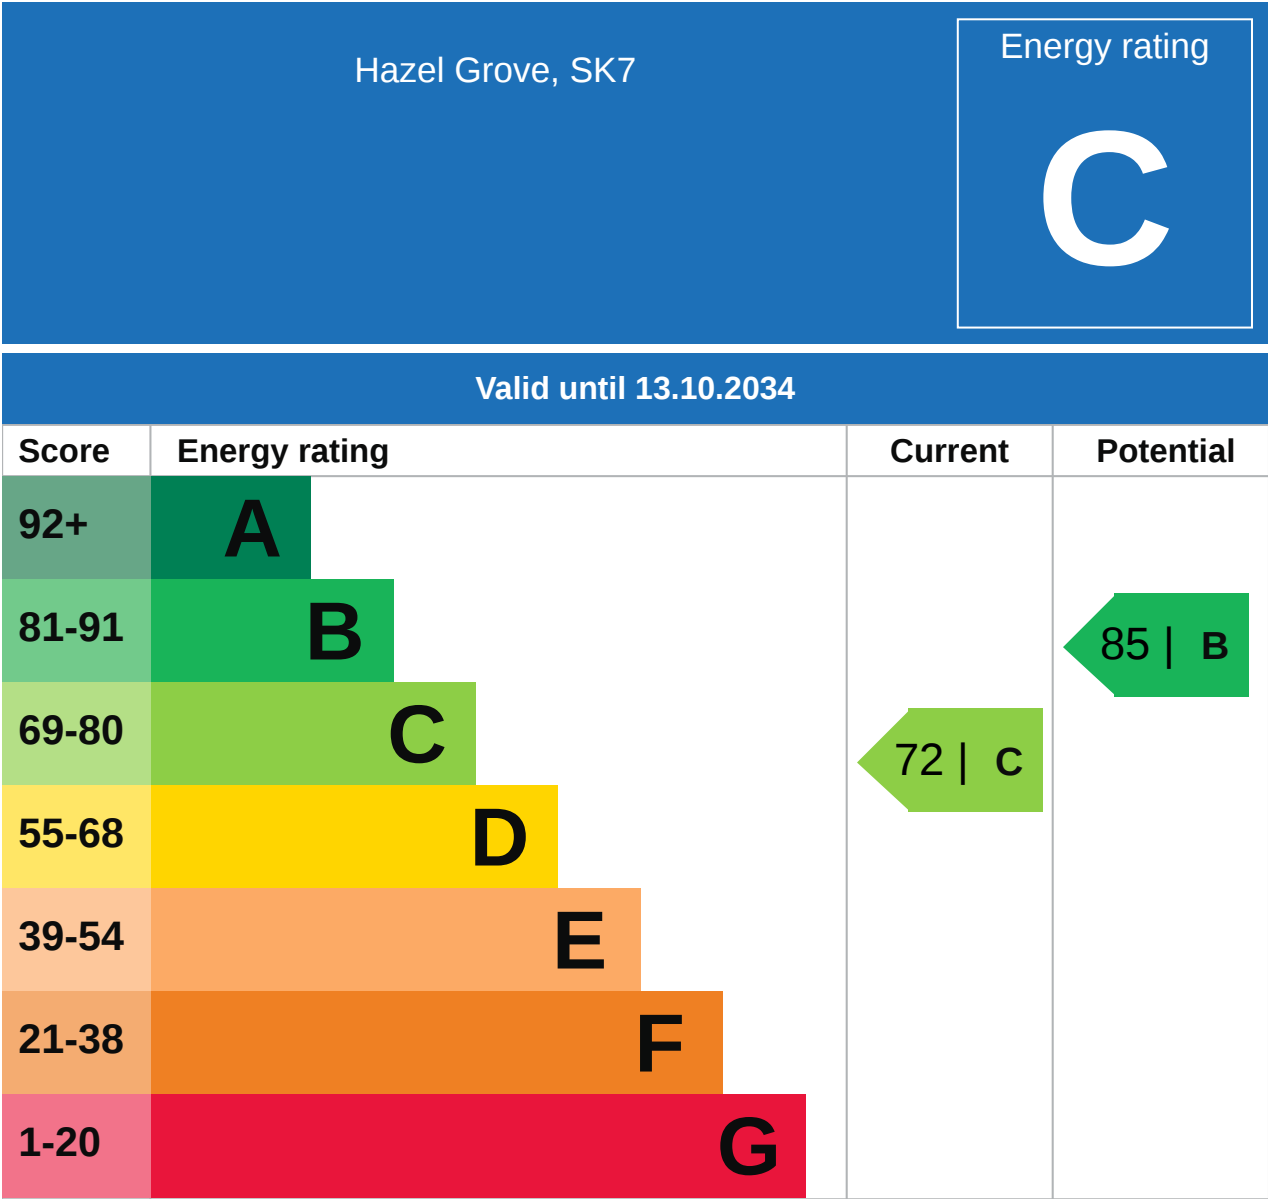 Hazel Grove, SK7
Energy rating
C
Valid until 13.10.2034
Score Energy rating Current Potential
92+ A
81-91 B
85 | B
69-80 C
72 | C
55-68 D
39-54 E
21-38 F
1-20 G